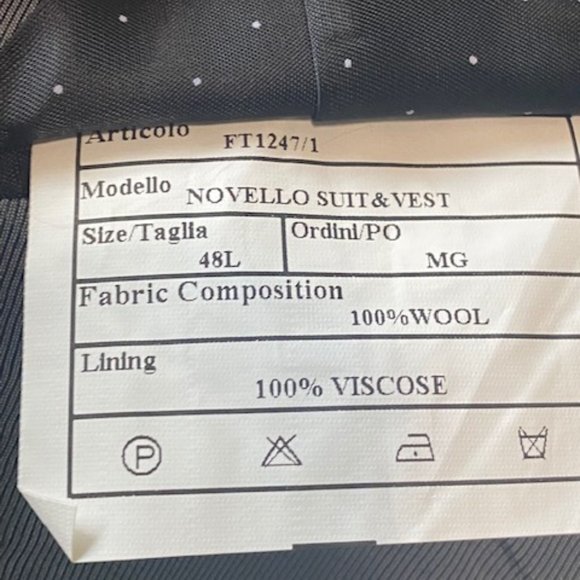 Articolo FT1247/1
Modello NOVELLO SUIT&VEST
Size/Taglia Ordini/PO
48L MG
Fabric Composition
100%WOOL
Lining
100% VISCOSE
P